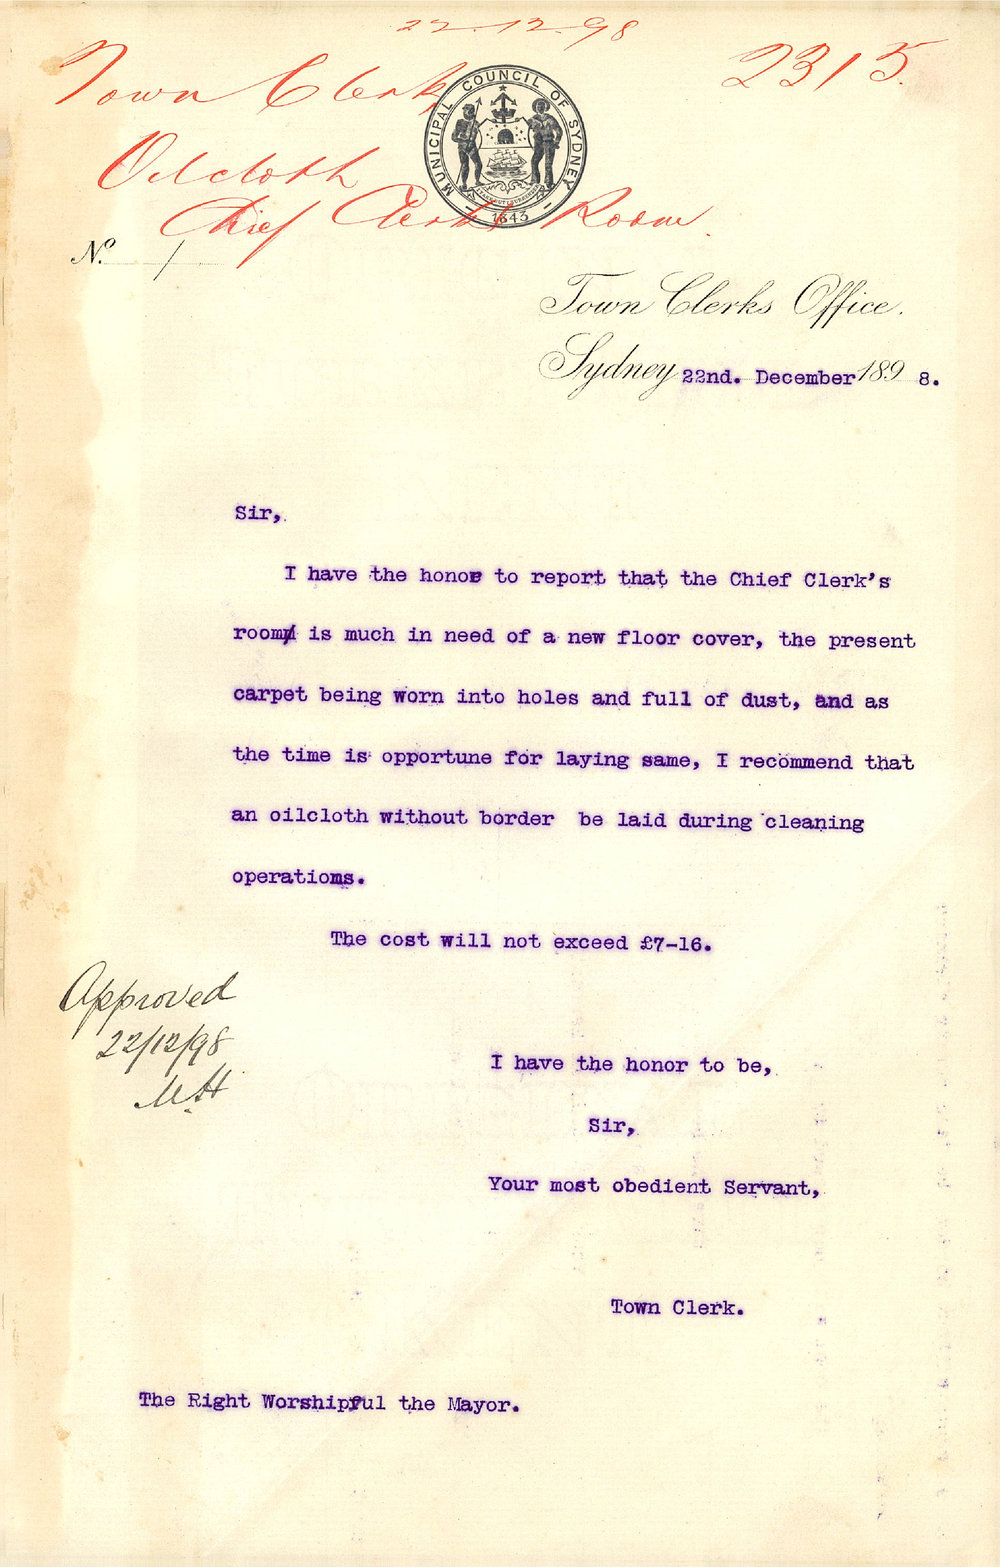 22-12-98
Town Clerk
2315.
MUNICIPAL COUNCIL OF SYDNEY
1843
Oilcloth
Chief Clerks Room.
No. 1
Town Clerks Office.
Sydney 22nd. December 1898.
Sir,
I have the honor to report that the Chief Clerk's
room is much in need of a new floor cover, the present
carpet being worn into holes and full of dust, and as
the time is opportune for laying same, I recommend that
an oilcloth without border be laid during cleaning
operations.
The cost will not exceed £7-16.
Approved
22/12/98
M.H
I have the honor to be,
Sir,
Your most obedient Servant,
Town Clerk.
The Right Worshipful the Mayor.